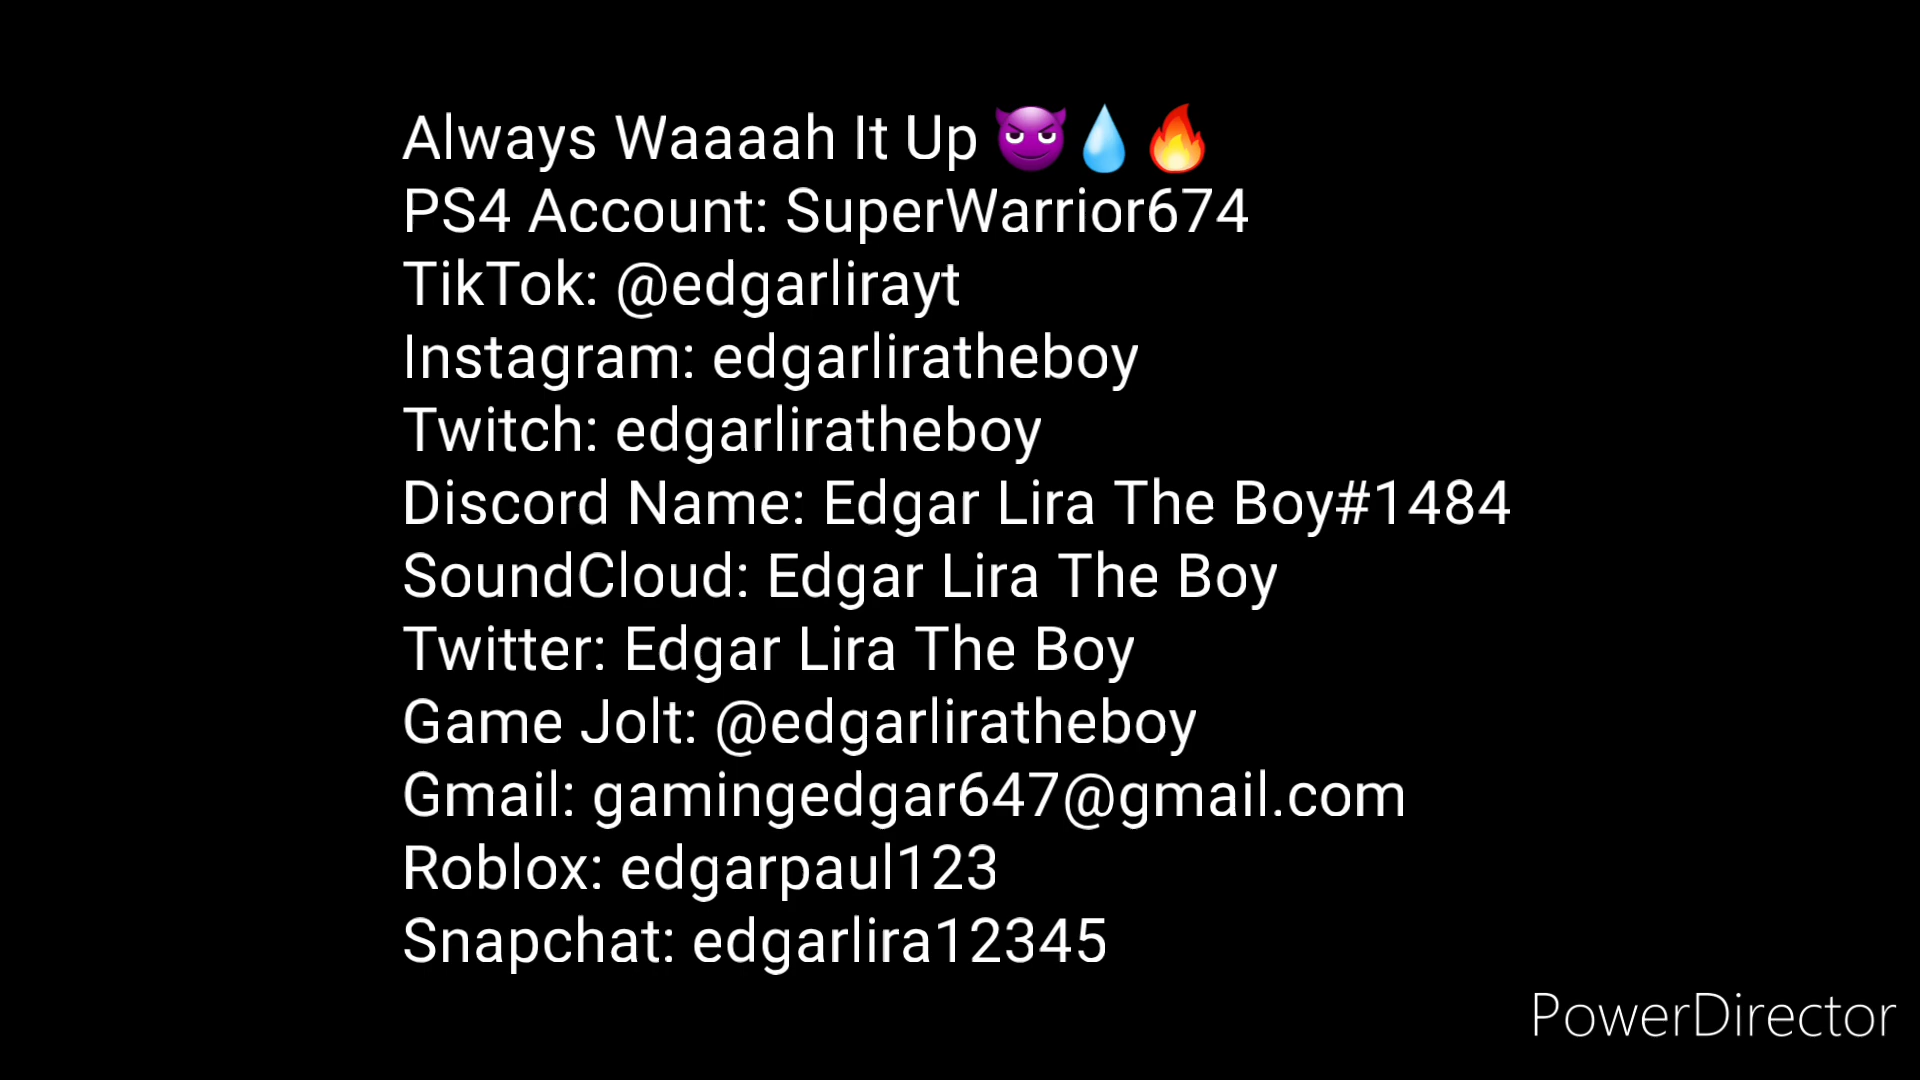 Always Waaaah It Up 😈💧🔥
PS4 Account: SuperWarrior674
TikTok: @edgarlirayt
Instagram: edgarliratheboy
Twitch: edgarliratheboy
Discord Name: Edgar Lira The Boy#1484
SoundCloud: Edgar Lira The Boy
Twitter: Edgar Lira The Boy
Game Jolt: @edgarliratheboy
Gmail: gamingedgar647@gmail.com
Roblox: edgarpaul123
Snapchat: edgarlira12345
PowerDirector